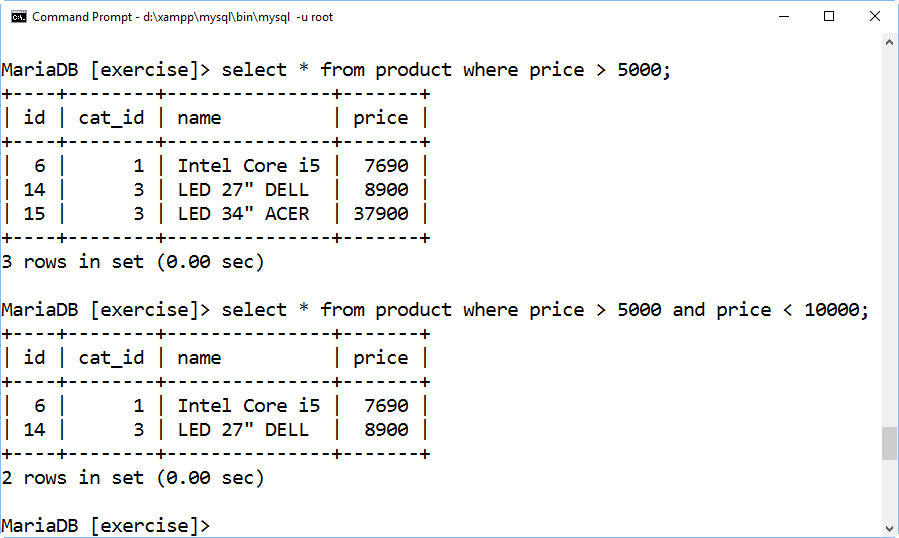 Command Prompt - d:\xampp\mysql\bin\mysql  -u root
MariaDB [exercise]> select * from product where price > 5000;
+----+--------+---------------+-------+
| id | cat_id | name          | price |
+----+--------+---------------+-------+
|  6 |      1 | Intel Core i5 |  7690 |
| 14 |      3 | LED 27" DELL  |  8900 |
| 15 |      3 | LED 34" ACER  | 37900 |
+----+--------+---------------+-------+
3 rows in set (0.00 sec)
MariaDB [exercise]> select * from product where price > 5000 and price < 10000;
+----+--------+---------------+-------+
| id | cat_id | name          | price |
+----+--------+---------------+-------+
|  6 |      1 | Intel Core i5 |  7690 |
| 14 |      3 | LED 27" DELL  |  8900 |
+----+--------+---------------+-------+
2 rows in set (0.00 sec)
MariaDB [exercise]>